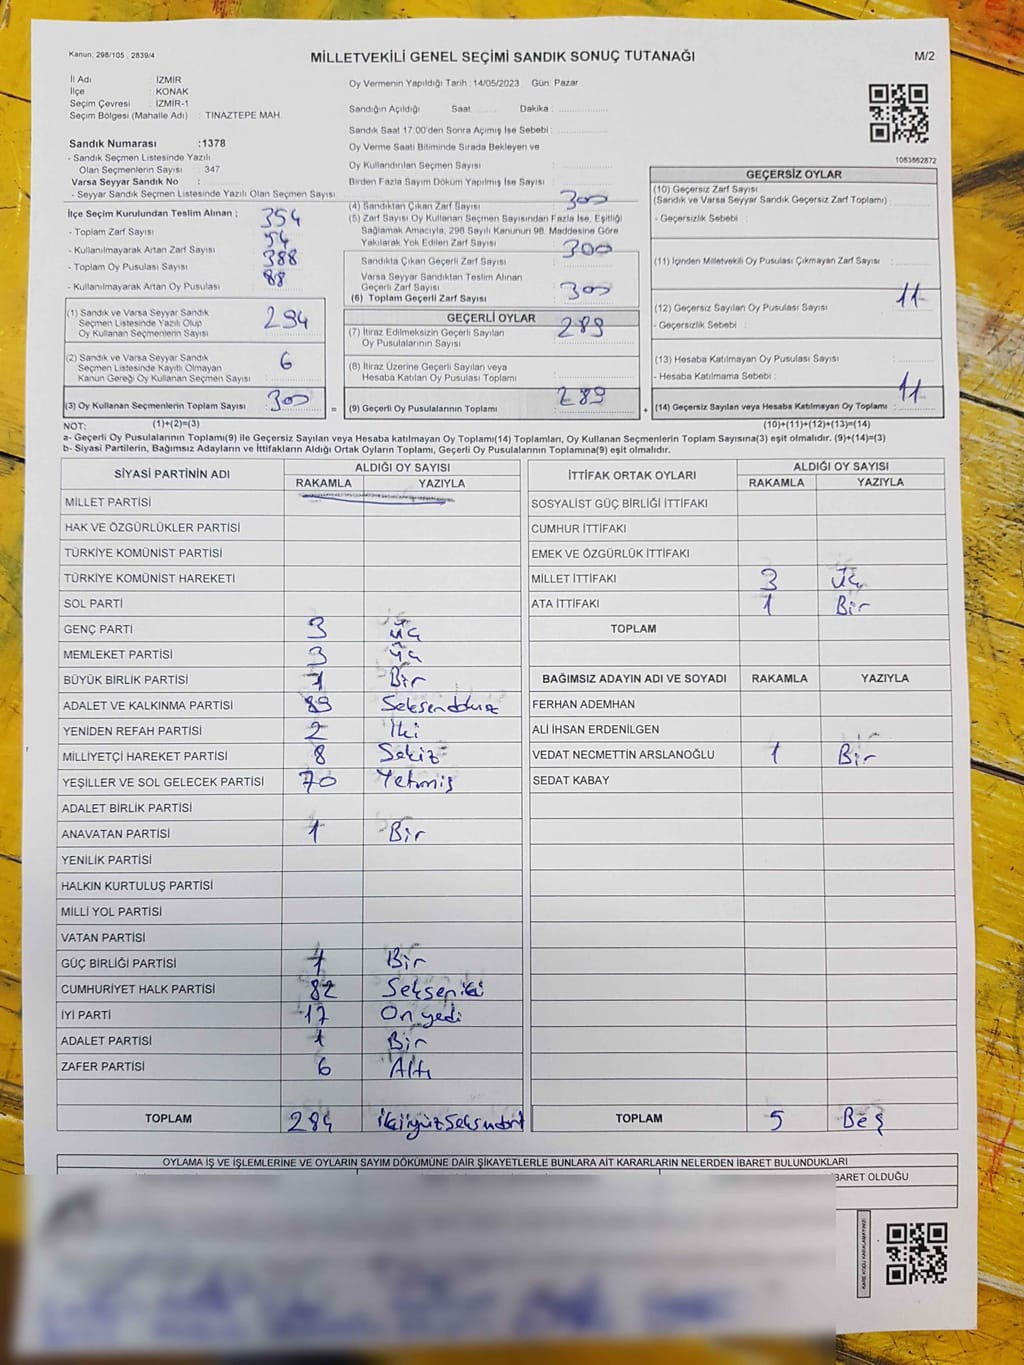 Kanun; 298/105 , 2839/4
MİLLETVEKİLİ GENEL SEÇİMİ SANDIK SONUÇ TUTANAĞI
M/2
İl Adı : İZMİR
İlçe : KONAK
Seçim Çevresi : İZMİR-1
Seçim Bölgesi (Mahalle Adı) : TINAZTEPE MAH.
Sandık Numarası :1378
- Sandık Seçmen Listesinde Yazılı
Olan Seçmenlerin Sayısı : 347
Varsa Seyyar Sandık No :
- Seyyar Sandık Seçmen Listesinde Yazılı Olan Seçmen Sayısı :
Oy Vermenin Yapıldığı Tarih : 14/05/2023 Gün: Pazar
Sandığın Açıldığı Saat: Dakika :
Sandık Saat 17.00'den Sonra Açımış İse Sebebi :
Oy Verme Saati Bitiminde Sırada Bekleyen ve
Oy Kullandırılan Seçmen Sayısı :
Birden Fazla Sayım Döküm Yapılmış İse Sayısı :
1083862872
İlçe Seçim Kurulundan Teslim Alınan ;
- Toplam Zarf Sayısı : 354
- Kullanılmayarak Artan Zarf Sayısı : 54
- Toplam Oy Pusulası Sayısı : 388
- Kullanılmayarak Artan Oy Pusulası : 88
(1) Sandık ve Varsa Seyyar Sandık
Seçmen Listesinde Yazılı Olup
Oy Kullanan Seçmenlerin Sayısı : 294
(2) Sandık ve Varsa Seyyar Sandık
Seçmen Listesinde Kayıtlı Olmayan
Kanun Gereği Oy Kullanan Seçmen Sayısı : 6
(3) Oy Kullanan Seçmenlerin Toplam Sayısı : 300
(1)+(2)=(3)
(4) Sandıktan Çıkan Zarf Sayısı : 300
(5) Zarf Sayısı Oy Kullanan Seçmen Sayısından Fazla İse, Eşitliği
Sağlamak Amacıyla, 298 Sayılı Kanunun 98. Maddesine Göre
Yakılarak Yok Edilen Zarf Sayısı :
Sandıkta Çıkan Geçerli Zarf Sayısı : 300
Varsa Seyyar Sandıktan Teslim Alınan
Geçerli Zarf Sayısı :
(6) Toplam Geçerli Zarf Sayısı : 300
GEÇERLİ OYLAR
(7) İtiraz Edilmeksizin Geçerli Sayılan
Oy Pusulalarının Sayısı : 289
(8) İtiraz Üzerine Geçerli Sayılan veya
Hesaba Katılan Oy Pusulası Toplamı :
= (9) Geçerli Oy Pusulalarının Toplamı : 289
GEÇERSİZ OYLAR
(10) Geçersiz Zarf Sayısı
(Sandık ve Varsa Seyyar Sandık Geçersiz Zarf Toplamı) :
- Geçersizlik Sebebi :
(11) İçinden Milletvekili Oy Pusulası Çıkmayan Zarf Sayısı :
(12) Geçersiz Sayılan Oy Pusulası Sayısı : 11
- Geçersizlik Sebebi :
(13) Hesaba Katılmayan Oy Pusulası Sayısı :
- Hesaba Katılmama Sebebi :
+ (14) Geçersiz Sayılan veya Hesaba Katılmayan Oy Toplamı : 11
(10)+(11)+(12)+(13)=(14)
NOT:
a- Geçerli Oy Pusulalarının Toplamı(9) ile Geçersiz Sayılan veya Hesaba katılmayan Oy Toplamı(14) Toplamları, Oy Kullanan Seçmenlerin Toplam Sayısına(3) eşit olmalıdır. (9)+(14)=(3)
b- Siyasi Partilerin, Bağımsız Adayların ve İttifakların Aldığı Ortak Oyların Toplamı, Geçerli Oy Pusulalarının Toplamına(9) eşit olmalıdır.
SİYASİ PARTİNİN ADI ALDIĞI OY SAYISI
RAKAMLA YAZIYLA
MİLLET PARTİSİ
HAK VE ÖZGÜRLÜKLER PARTİSİ
TÜRKİYE KOMÜNİST PARTİSİ
TÜRKİYE KOMÜNİST HAREKETİ
SOL PARTİ
GENÇ PARTİ 3 Üç
MEMLEKET PARTİSİ 3 Üç
BÜYÜK BİRLİK PARTİSİ 1 Bir
ADALET VE KALKINMA PARTİSİ 89 Seksendokuz
YENİDEN REFAH PARTİSİ 2 İki
MİLLİYETÇİ HAREKET PARTİSİ 8 Sekiz
YEŞİLLER VE SOL GELECEK PARTİSİ 70 Yetmiş
ADALET BİRLİK PARTİSİ
ANAVATAN PARTİSİ 1 Bir
YENİLİK PARTİSİ
HALKIN KURTULUŞ PARTİSİ
MİLLİ YOL PARTİSİ
VATAN PARTİSİ
GÜÇ BİRLİĞİ PARTİSİ 1 Bir
CUMHURİYET HALK PARTİSİ 82 Seksen iki
İYİ PARTİ 17 On yedi
ADALET PARTİSİ 1 Bir
ZAFER PARTİSİ 6 Altı
TOPLAM 284 ikiyüzseksendört
İTTİFAK ORTAK OYLARI ALDIĞI OY SAYISI
RAKAMLA YAZIYLA
SOSYALİST GÜÇ BİRLİĞİ İTTİFAKI
CUMHUR İTTİFAKI
EMEK VE ÖZGÜRLÜK İTTİFAKI
MİLLET İTTİFAKI 3 Üç
ATA İTTİFAKI 1 Bir
TOPLAM
BAĞIMSIZ ADAYIN ADI VE SOYADI RAKAMLA YAZIYLA
FERHAN ADEMHAN
ALİ İHSAN ERDENİLGEN
VEDAT NECMETTİN ARSLANOĞLU 1 Bir
SEDAT KABAY
TOPLAM 5 Beş
OYLAMA İŞ VE İŞLEMLERİNE VE OYLARIN SAYIM DÖKÜMÜNE DAİR ŞİKAYETLERLE BUNLARA AİT KARARLARIN NELERDEN İBARET BULUNDUKLARI
İBARET OLDUĞU
KARE KODU KARALAMAYINIZ!